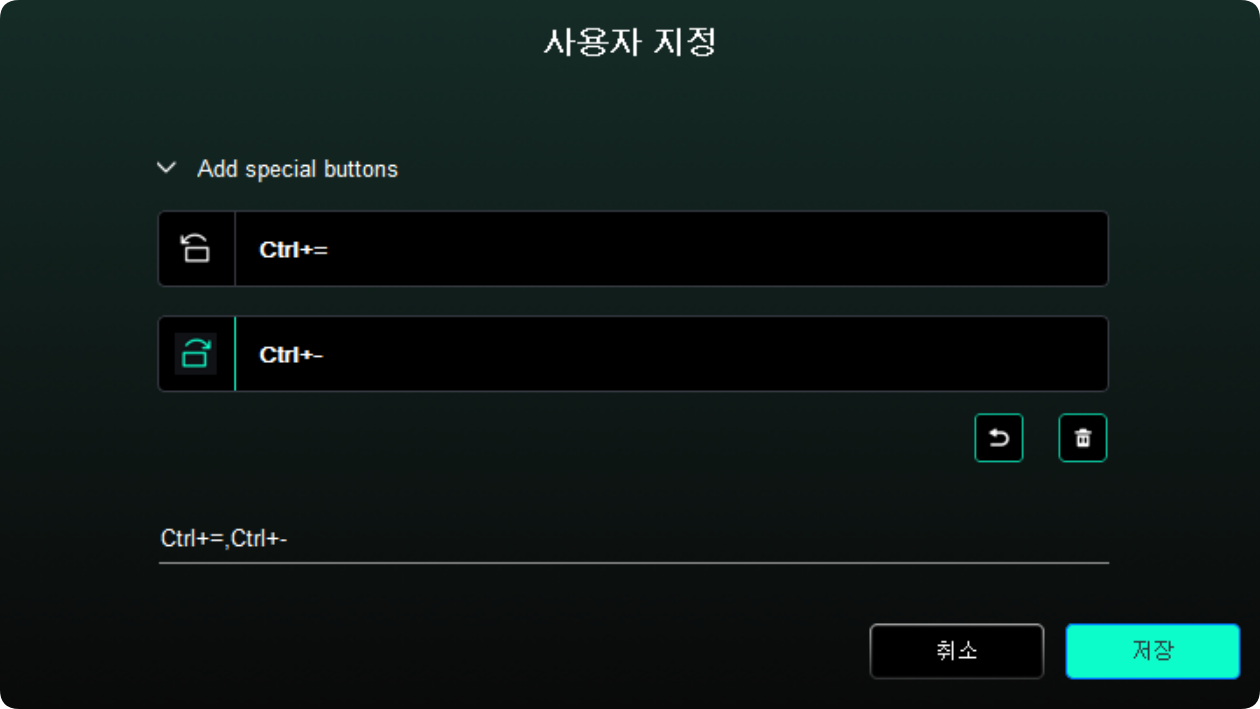 사용자 지정
Add special buttons
Ctrl+=
Ctrl+-
Ctrl+=,Ctrl+-
취소
저장